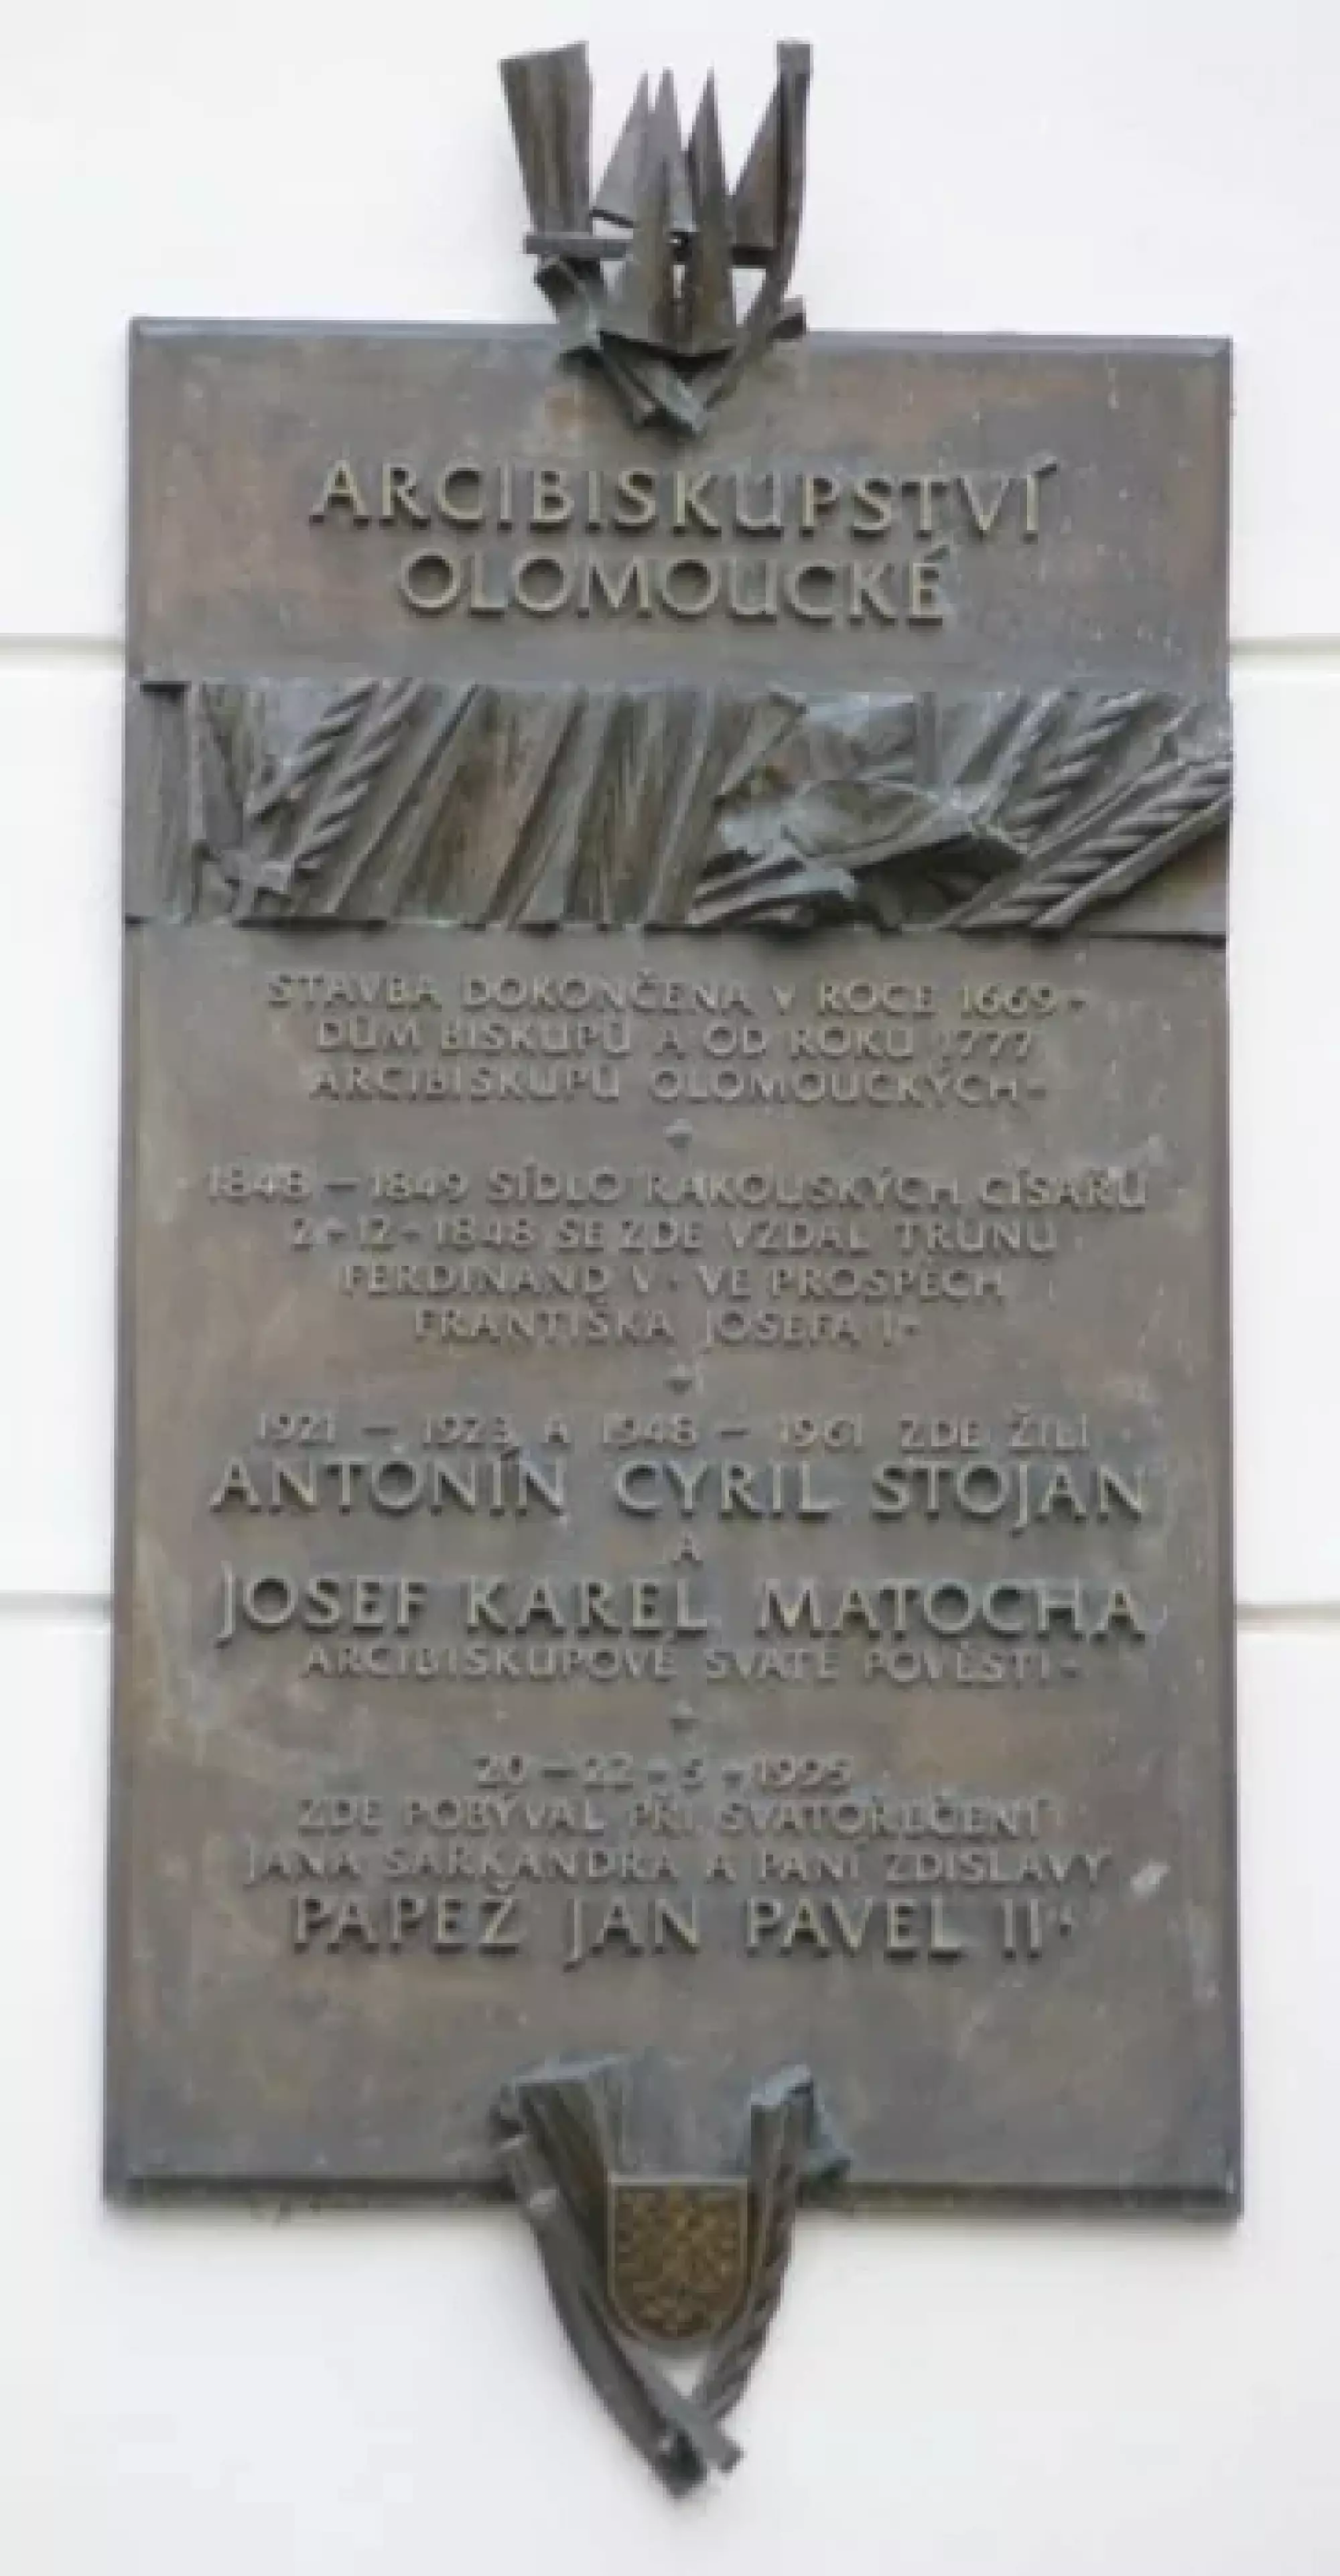 ARCIBISKUPSTVÍ
OLOMOUCKÉ
STAVBA DOKONČENA V ROCE 1669 -
DŮM BISKUPŮ A OD ROKU 1777
ARCIBISKUPŮ OLOMOUCKÝCH -
1848 - 1849 SÍDLO RAKOUSKÝCH CÍSAŘŮ
2 - 12 - 1848 SE ZDE VZDAL TRŮNU
FERDINAND V · VE PROSPĚCH
FRANTIŠKA JOSEFA I -
1921 - 1923 A 1948 - 1961 ZDE ŽILI
ANTONÍN CYRIL STOJAN
A
JOSEF KAREL MATOCHA
ARCIBISKUPOVÉ SVATÉ POVĚSTI -
20 - 22 - 5 - 1995
ZDE POBÝVAL PŘI SVATOŘEČENÍ
JANA SARKANDRA A PANÍ ZDISLAVY
PAPEŽ JAN PAVEL II ·